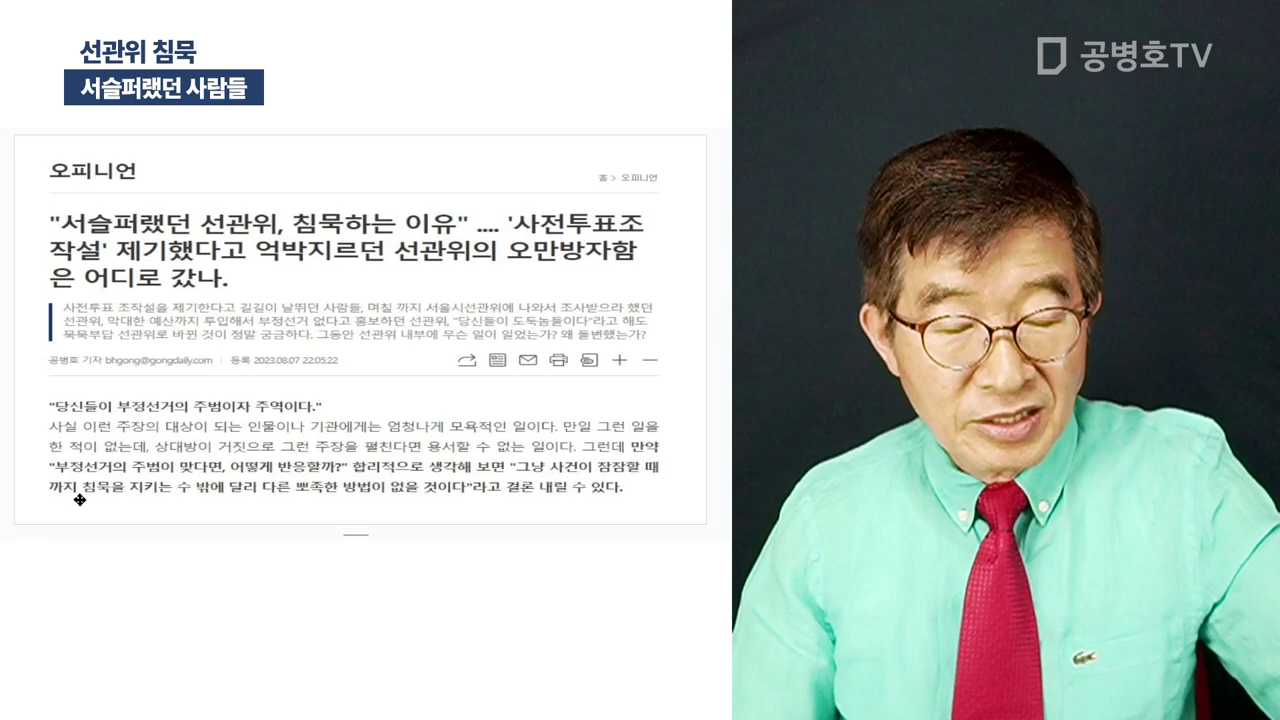 선관위 침묵
서슬퍼랬던 사람들
공병호TV
오피니언
홈 > 오피니언
"서슬퍼랬던 선관위, 침묵하는 이유" .... '사전투표조
작설' 제기했다고 억박지르던 선관위의 오만방자함
은 어디로 갔나.
사전투표 조작설을 제기한다고 길길이 날뛰던 사람들, 며칠 까지 서울시선관위에 나와서 조사받으라 했던
선관위, 막대한 예산까지 투입해서 부정선거 없다고 홍보하던 선관위, "당신들이 도둑놈들이다"라고 해도
묵묵부답 선관위로 바뀐 것이 정말 궁금하다. 그동안 선관위 내부에 무슨 일이 일었는가? 왜 돌변했는가?
공병호 기자 bhgong@gongdaily.com
등록 2023.08.07 22:05:22
"당신들이 부정선거의 주범이자 주역이다."
사실 이런 주장의 대상이 되는 인물이나 기관에게는 엄청나게 모욕적인 일이다. 만일 그런 일을
한 적이 없는데, 상대방이 거짓으로 그런 주장을 펼친다면 용서할 수 없는 일이다. 그런데 만약
"부정선거의 주범이 맞다면, 어떻게 반응할까?" 합리적으로 생각해 보면 "그냥 사건이 잠잠할 때
까지 침묵을 지키는 수 밖에 달리 다른 뾰족한 방법이 없을 것이다"라고 결론 내릴 수 있다.